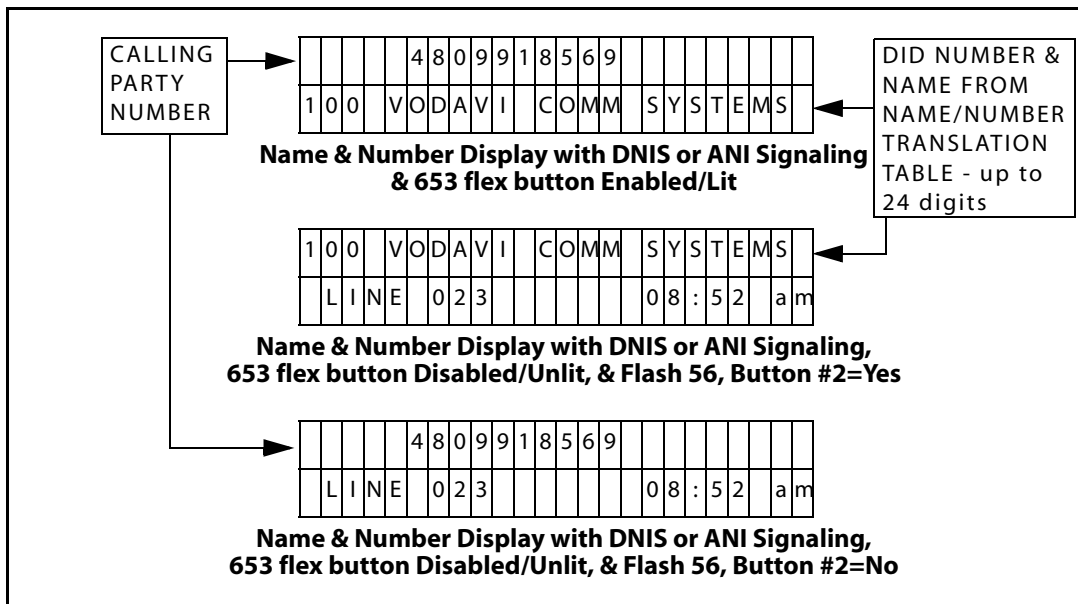 CALLING
PARTY
NUMBER
4809918569
100 VODAVI COMM SYSTEMS
DID NUMBER &
NAME FROM
NAME/NUMBER
TRANSLATION
TABLE - up to
24 digits
Name & Number Display with DNIS or ANI Signaling
& 653 flex button Enabled/Lit
100 VODAVI COMM SYSTEMS
LINE 023 08:52 am
Name & Number Display with DNIS or ANI Signaling,
653 flex button Disabled/Unlit, & Flash 56, Button #2=Yes
4809918569
LINE 023 08:52 am
Name & Number Display with DNIS or ANI Signaling,
653 flex button Disabled/Unlit, & Flash 56, Button #2=No